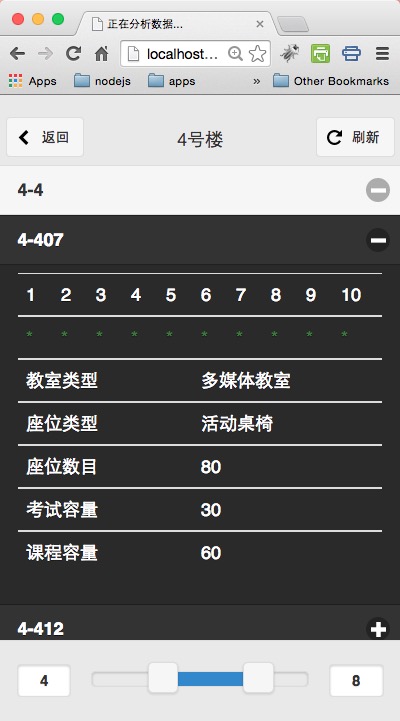 正在分析数据...
localhost...
Apps nodejs apps » Other Bookmarks
返回 4号楼 刷新
4-4
4-407
1 2 3 4 5 6 7 8 9 10
* * * * * * * * * *
教室类型 多媒体教室
座位类型 活动桌椅
座位数目 80
考试容量 30
课程容量 60
4-412
4 8